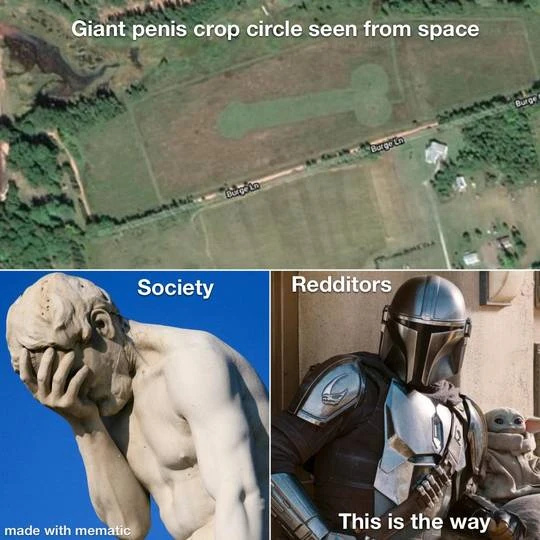 Giant penis crop circle seen from space
Burge
Burge Ln
Burge Ln
Society
Redditors
This is the way
made with mematic